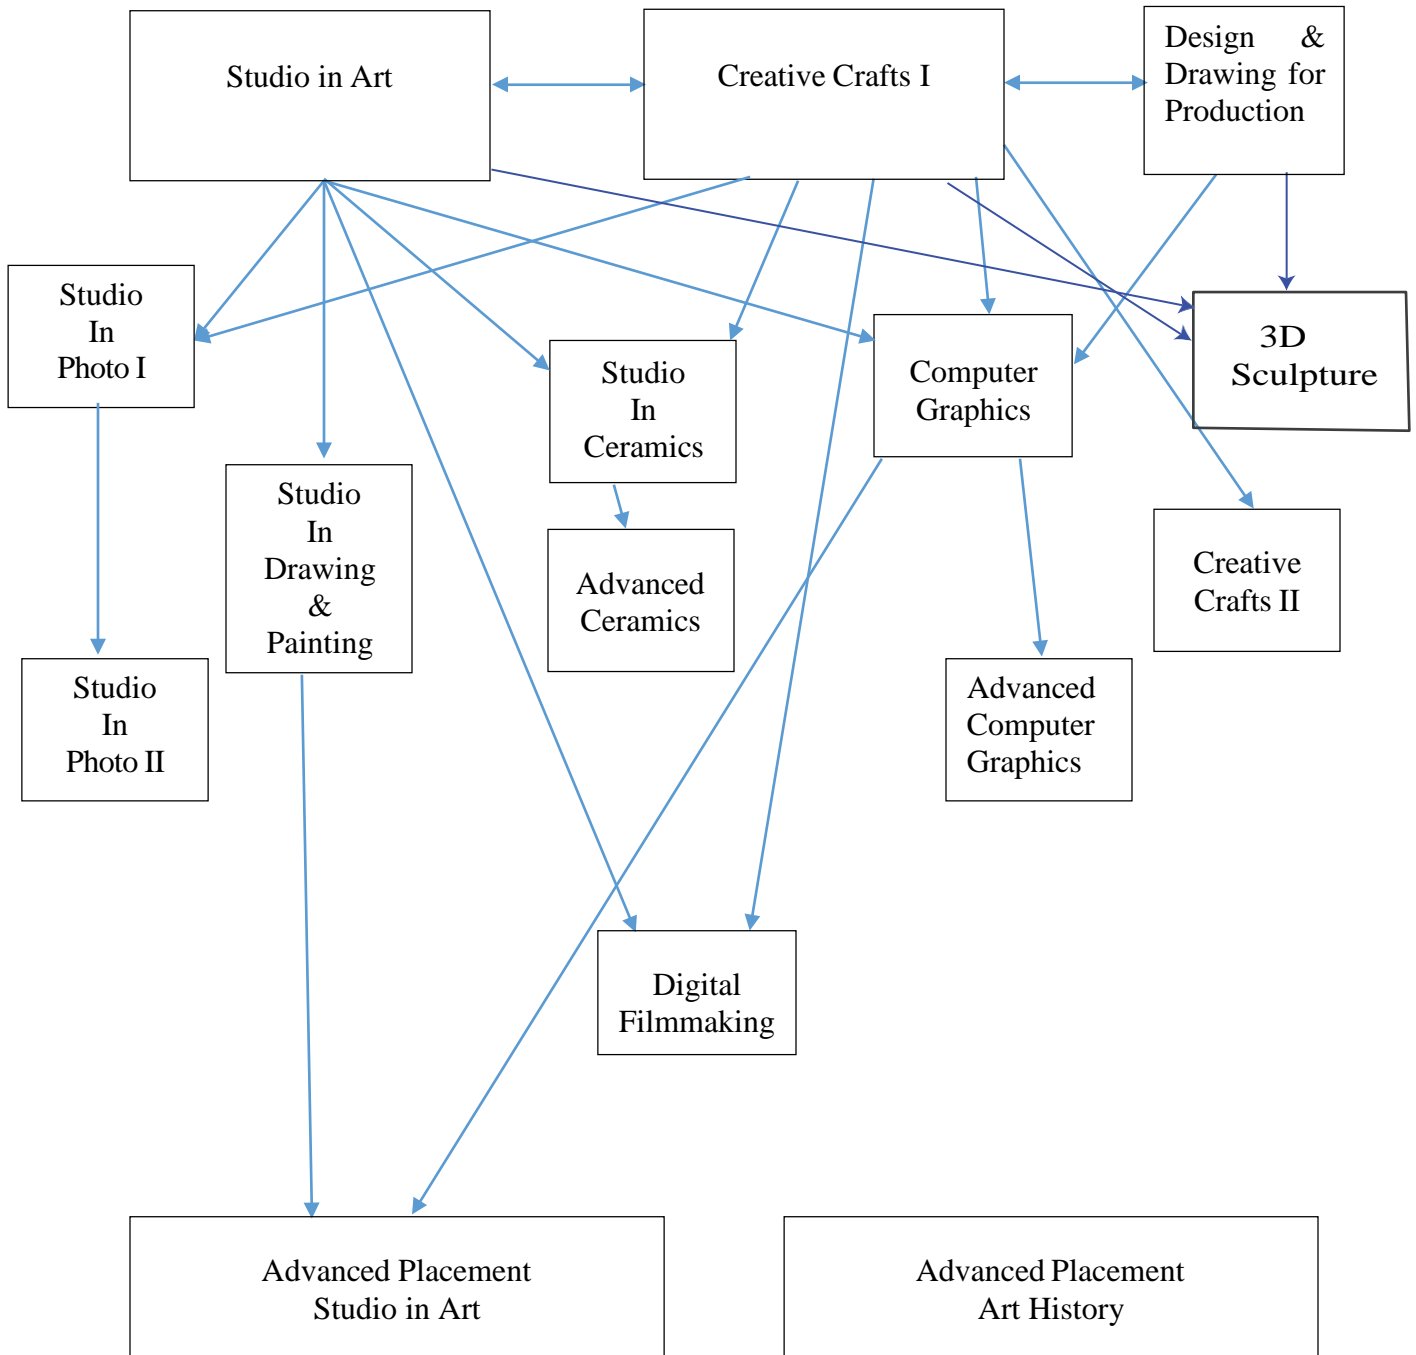 Studio in Art
Creative Crafts I
Design &
Drawing for
Production
Studio
In
Photo I
Studio
In
Ceramics
Computer
Graphics
3D
Sculpture
Studio
In
Drawing
&
Painting
Advanced
Ceramics
Creative
Crafts II
Studio
In
Photo II
Advanced
Computer
Graphics
Digital
Filmmaking
Advanced Placement
Studio in Art
Advanced Placement
Art History